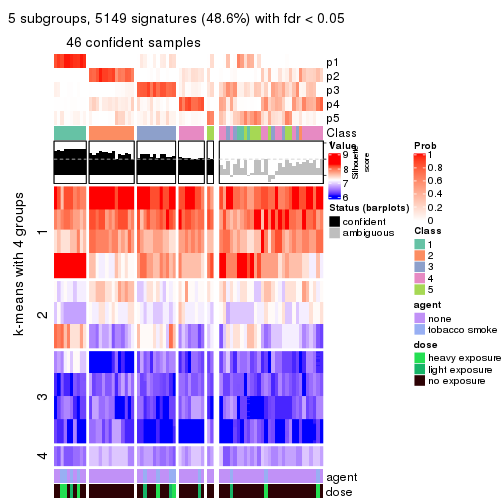 5 subgroups, 5149 signatures (48.6%) with fdr < 0.05
46 confident samples
p1
p2
p3
p4
p5
Class
Value
9
8
7
6
Silhouette
score
Status (barplots)
confident
ambiguous
Prob
1
0.8
0.6
0.4
0.2
0
Class
1
2
3
4
5
agent
none
tobacco smoke
dose
heavy exposure
light exposure
no exposure
k-means with 4 groups
1
2
3
4
agent
dose